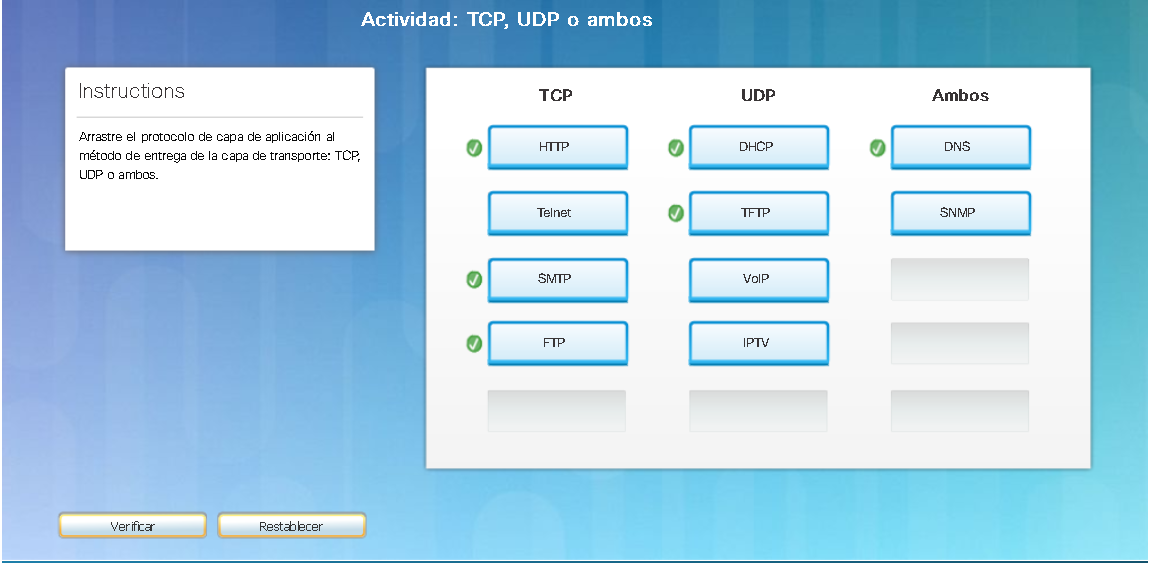 Actividad: TCP, UDP o ambos
Instructions
Arrastre el protocolo de capa de aplicación al
método de entrega de la capa de transporte: TCP,
UDP o ambos.
TCP UDP Ambos
HTTP DHCP DNS
Telnet TFTP SNMP
SMTP VoIP
FTP IPTV
Verificar Restablecer